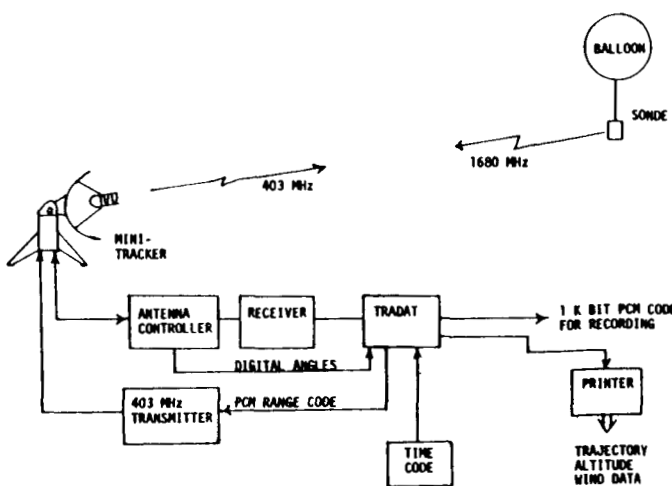 BALLOON
SONDE
1680 MHz
403 MHz
MINI-
TRACKER
ANTENNA
CONTROLLER
RECEIVER
TRADAT
1 K BIT PCM CODE
FOR RECORDING
DIGITAL ANGLES
PRINTER
403 MHz
TRANSMITTER
PCM RANGE CODE
TIME
CODE
TRAJECTORY
ALTITUDE
WIND DATA